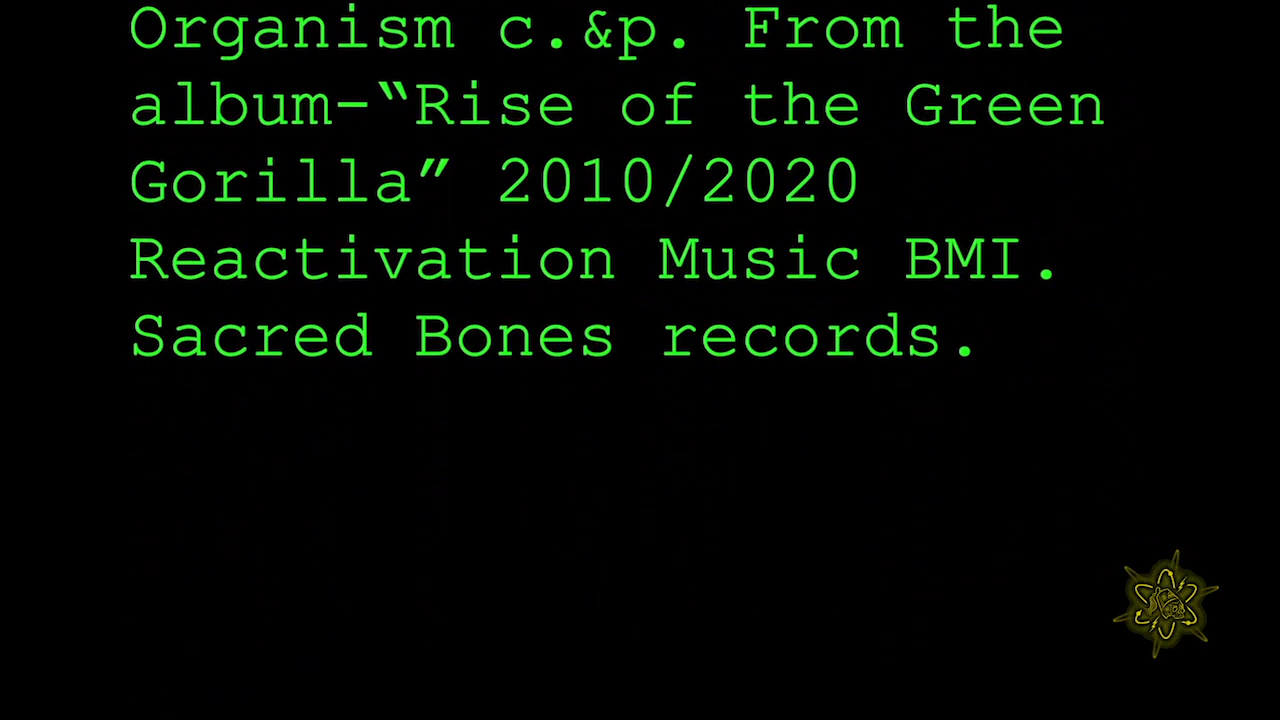 Organism c.&p. From the
album-“Rise of the Green
Gorilla” 2010/2020
Reactivation Music BMI.
Sacred Bones records.